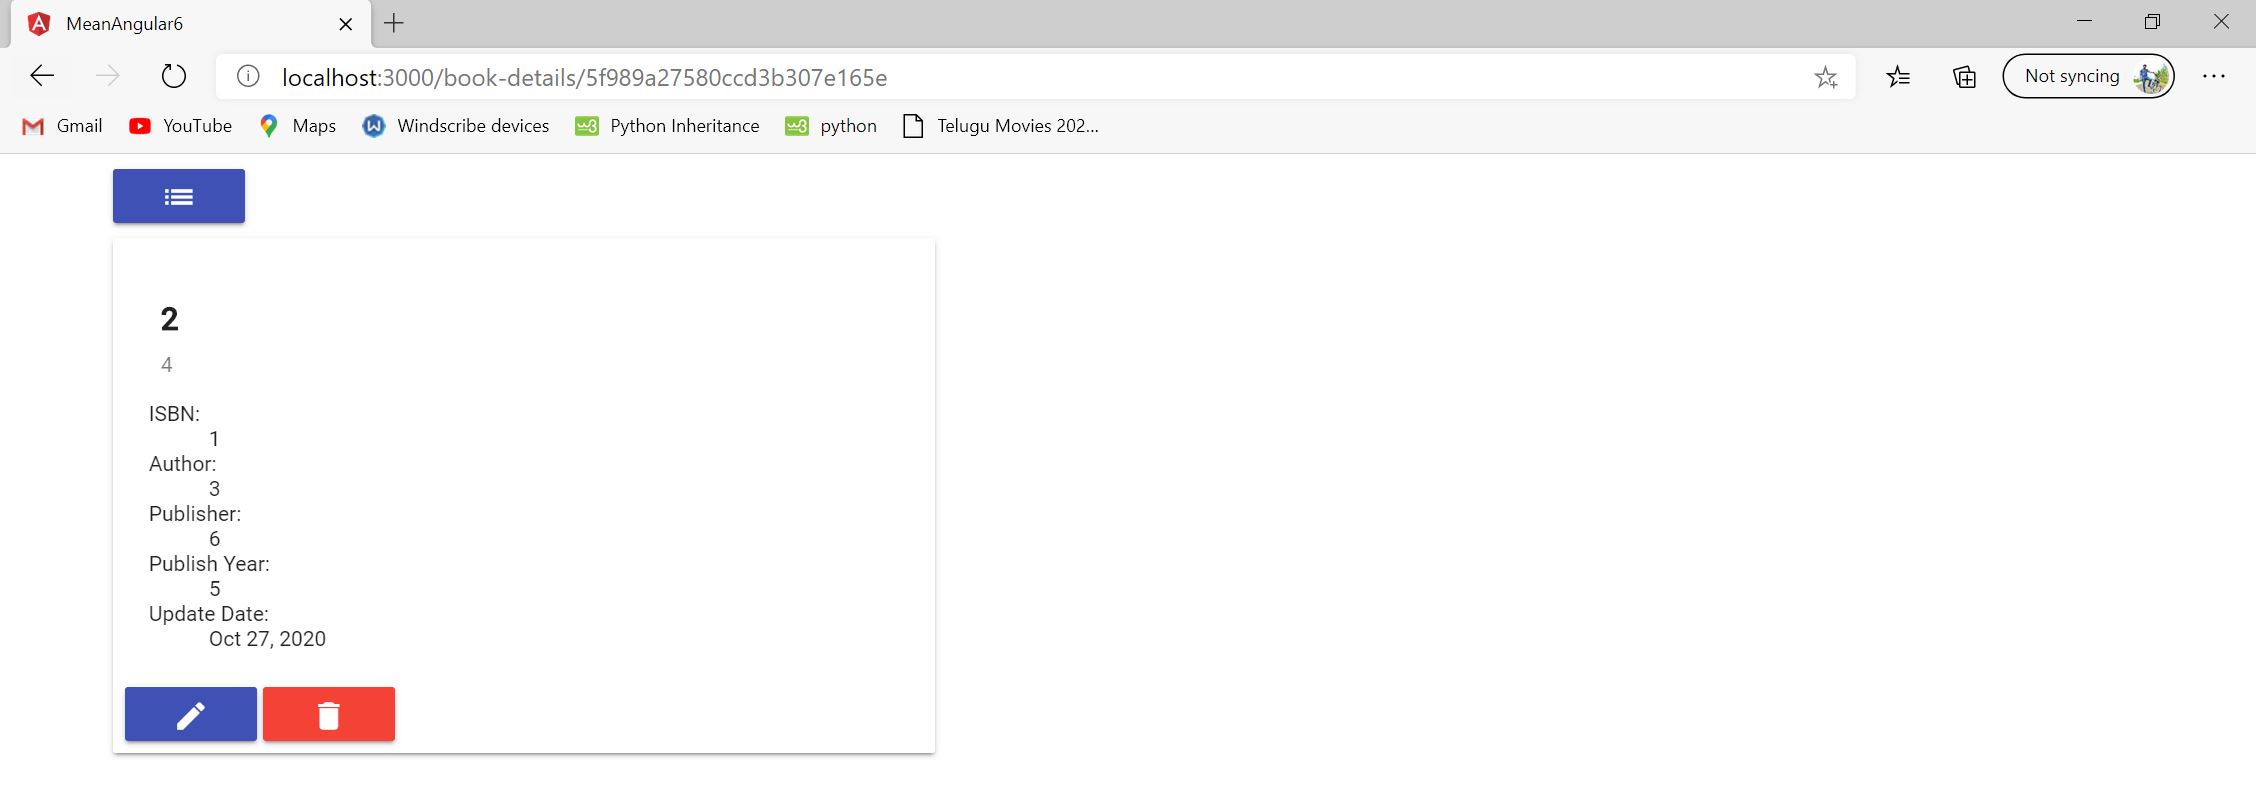 MeanAngular6
localhost:3000/book-details/5f989a27580ccd3b307e165e
Not syncing
Gmail YouTube Maps Windscribe devices Python Inheritance python Telugu Movies 202...
2
4
ISBN:
1
Author:
3
Publisher:
6
Publish Year:
5
Update Date:
Oct 27, 2020